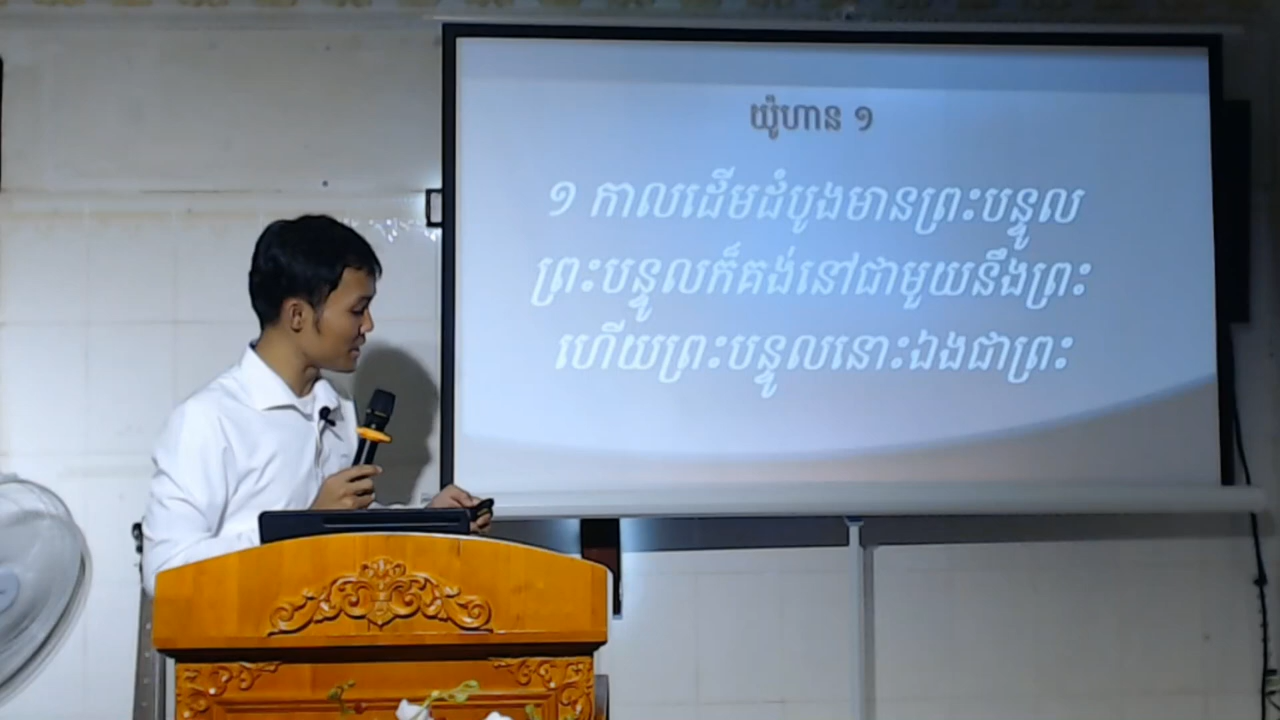 យ៉ូហាន ១
១ កាលដើមដំបូងមានព្រះបន្ទូល
ព្រះបន្ទូលក៏គង់នៅជាមួយនឹងព្រះ
ហើយព្រះបន្ទូលនោះឯងជាព្រះ